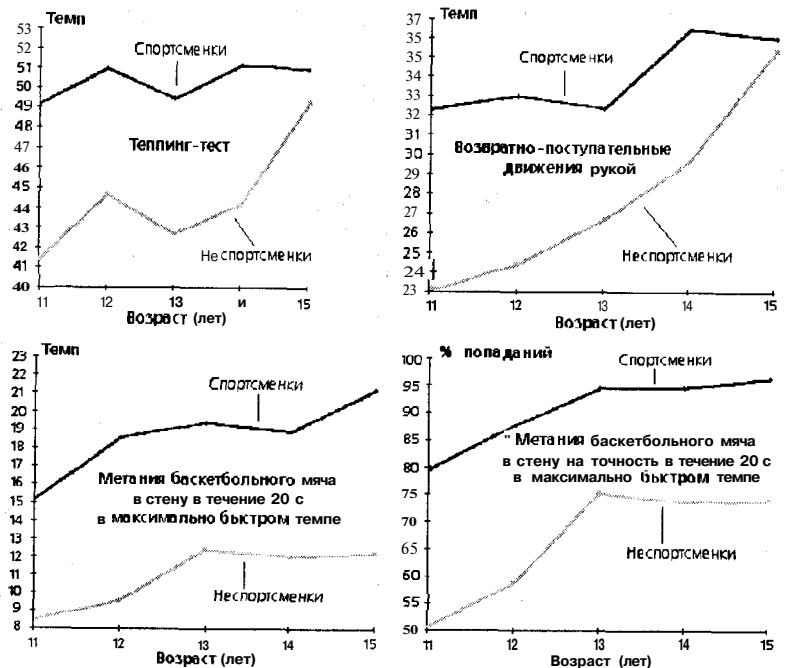 Темп
53
53
51
50
49
48
47
46
45
44
43
42
41
40
Спортсменки
Теппинг-тест
Неспортсменки
11 12 13 и 15
Возраст (лет)
Темп
37
36
35
34
33
32
31
30
29
28
27
26
25
24
23
Спортсменки
Возвратно-поступательные
движения рукой
Неспортсменки
11 12 13 14 15
Возраст (лет)
Темп
23
22
21
20
19
18
17
16
15
14
13
12
11
10
9
8
Спортсменки
Метания баскетбольного мяча
в стену в течение 20 с
в максимально быстром темпе
Неспортсменки
11 12 13 14 15
Возраст (лет)
% попаданий
100
95
90
85
80
75
70
65
60
55
50
Спортсменки
" Метания баскетбольного мяча
в стену на точность в течение 20 с
в максимально быстром темпе
Неспортсменки
11 12 13 14 15
Возраст (лет)